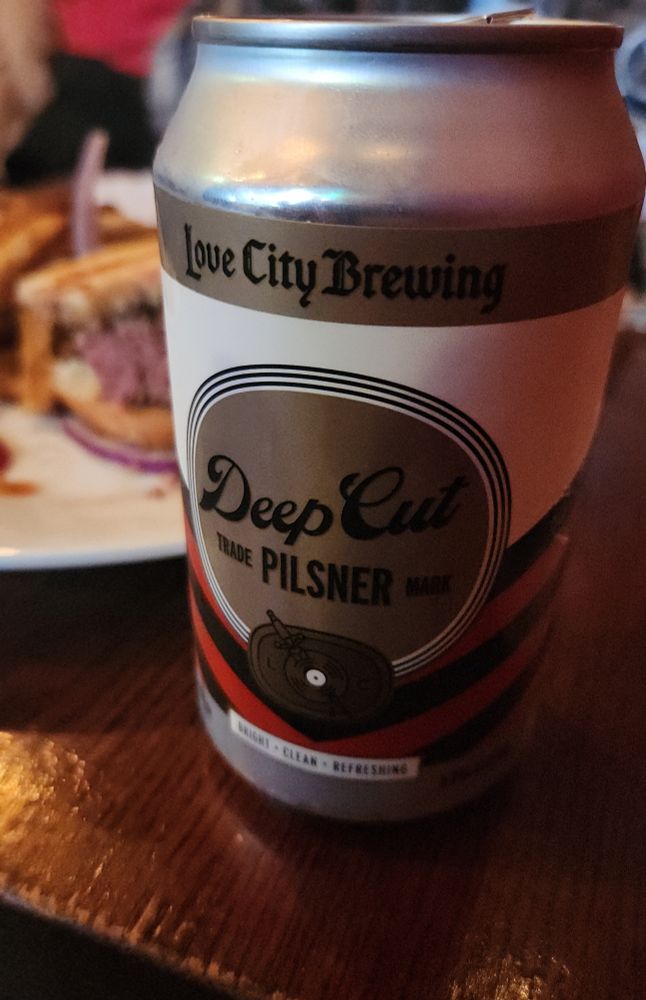 Love City Brewing
Deep Cut
TRADE PILSNER MARK
L C
BRIGHT • CLEAN • REFRESHING